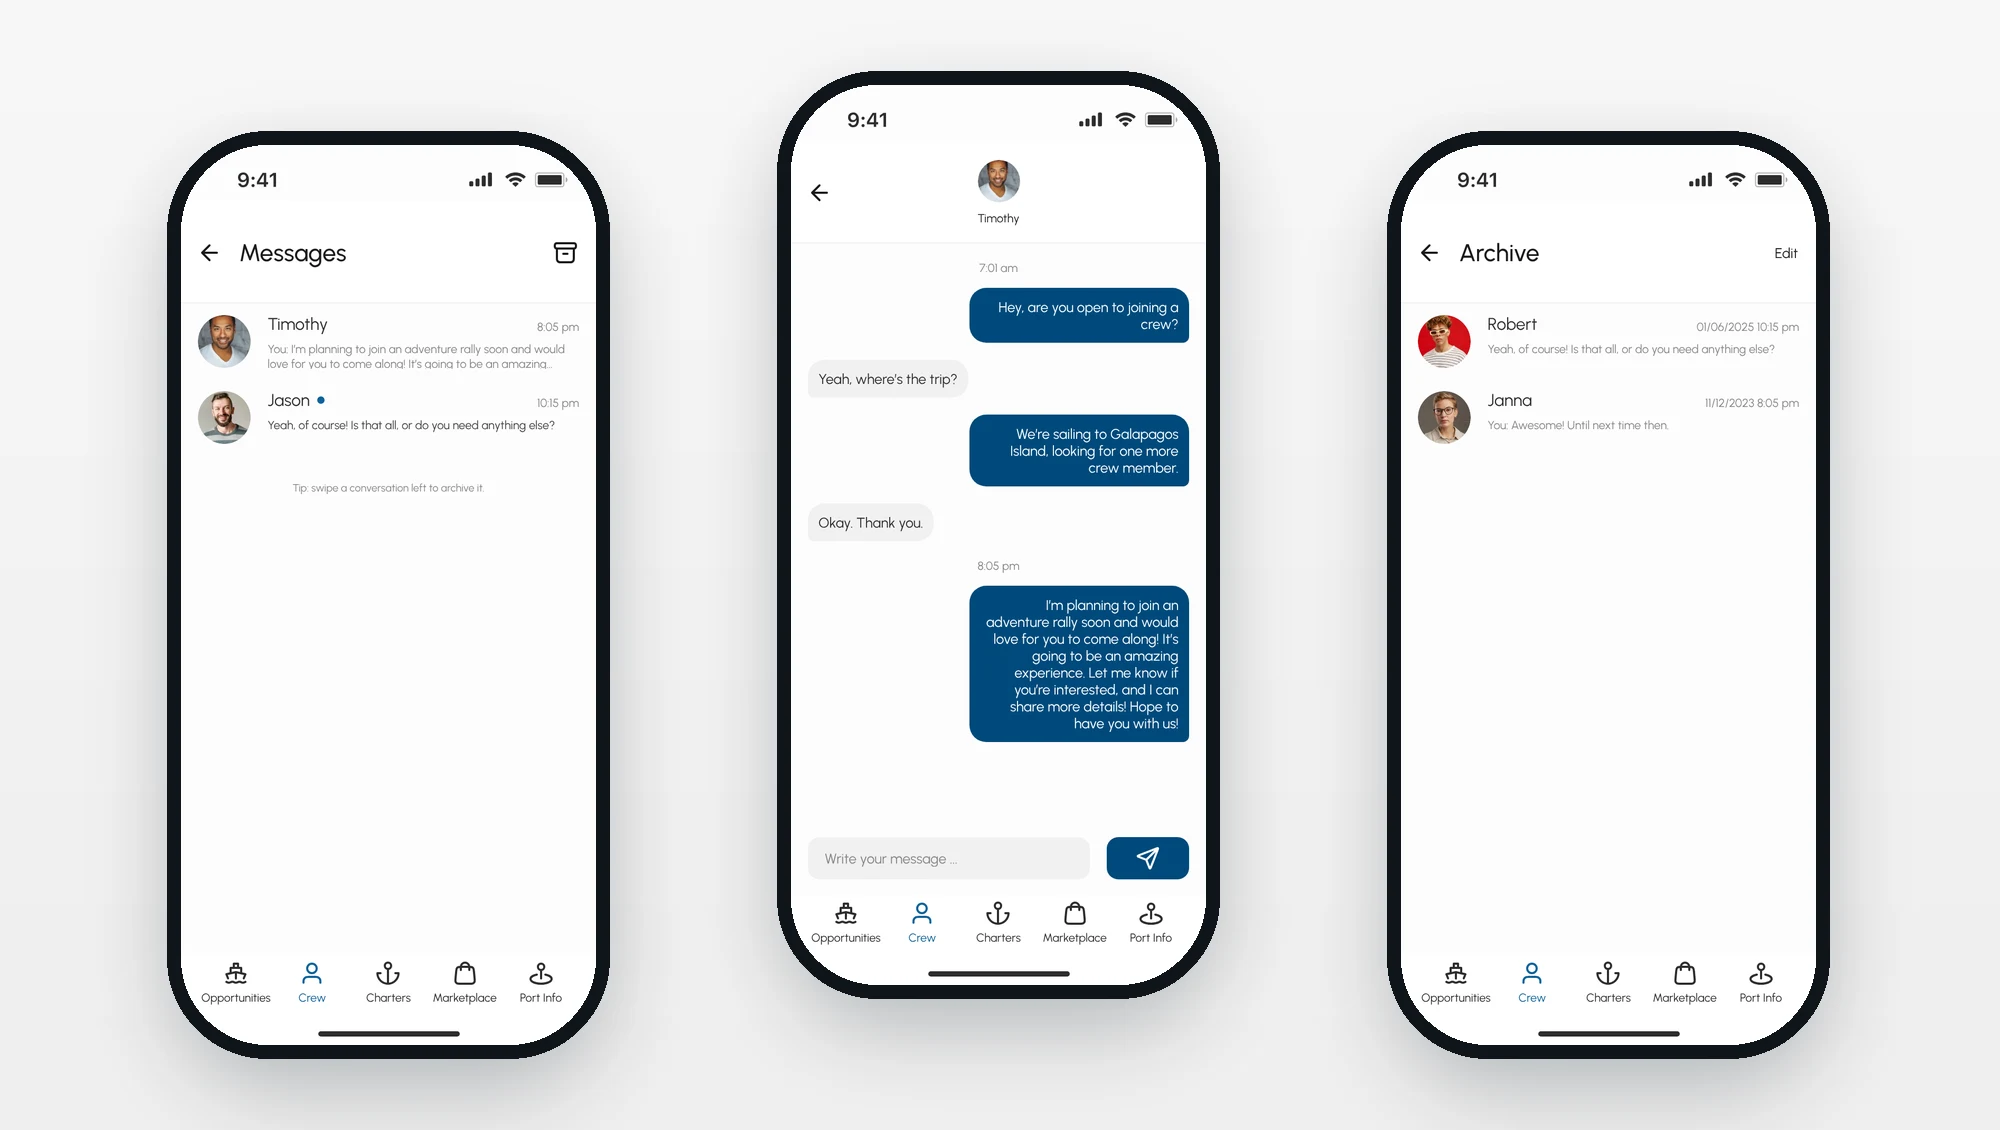 9:41
Messages
Timothy
8:05 pm
You: I'm planning to join an adventure rally soon and would
love for you to come along! It's going to be an amazing...
Jason
10:15 pm
Yeah, of course! Is that all, or do you need anything else?
Tip: swipe a conversation left to archive it.
Opportunities
Crew
Charters
Marketplace
Port Info
9:41
Timothy
7:01 am
Hey, are you open to joining a
crew?
Yeah, where's the trip?
We're sailing to Galapagos
Island, looking for one more
crew member.
Okay. Thank you.
8:05 pm
I'm planning to join an
adventure rally soon and would
love for you to come along! It's
going to be an amazing
experience. Let me know if
you're interested, and I can
share more details! Hope to
have you with us!
Write your message ...
Opportunities
Crew
Charters
Marketplace
Port Info
9:41
Archive
Edit
Robert
01/06/2025 10:15 pm
Yeah, of course! Is that all, or do you need anything else?
Janna
11/12/2023 8:05 pm
You: Awesome! Until next time then.
Opportunities
Crew
Charters
Marketplace
Port Info